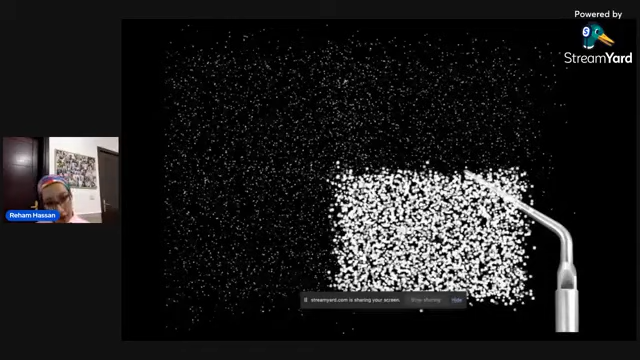 Powered by
StreamYard
Reham Hassan
streamyard.com is sharing your screen.
Stop sharing
Hide